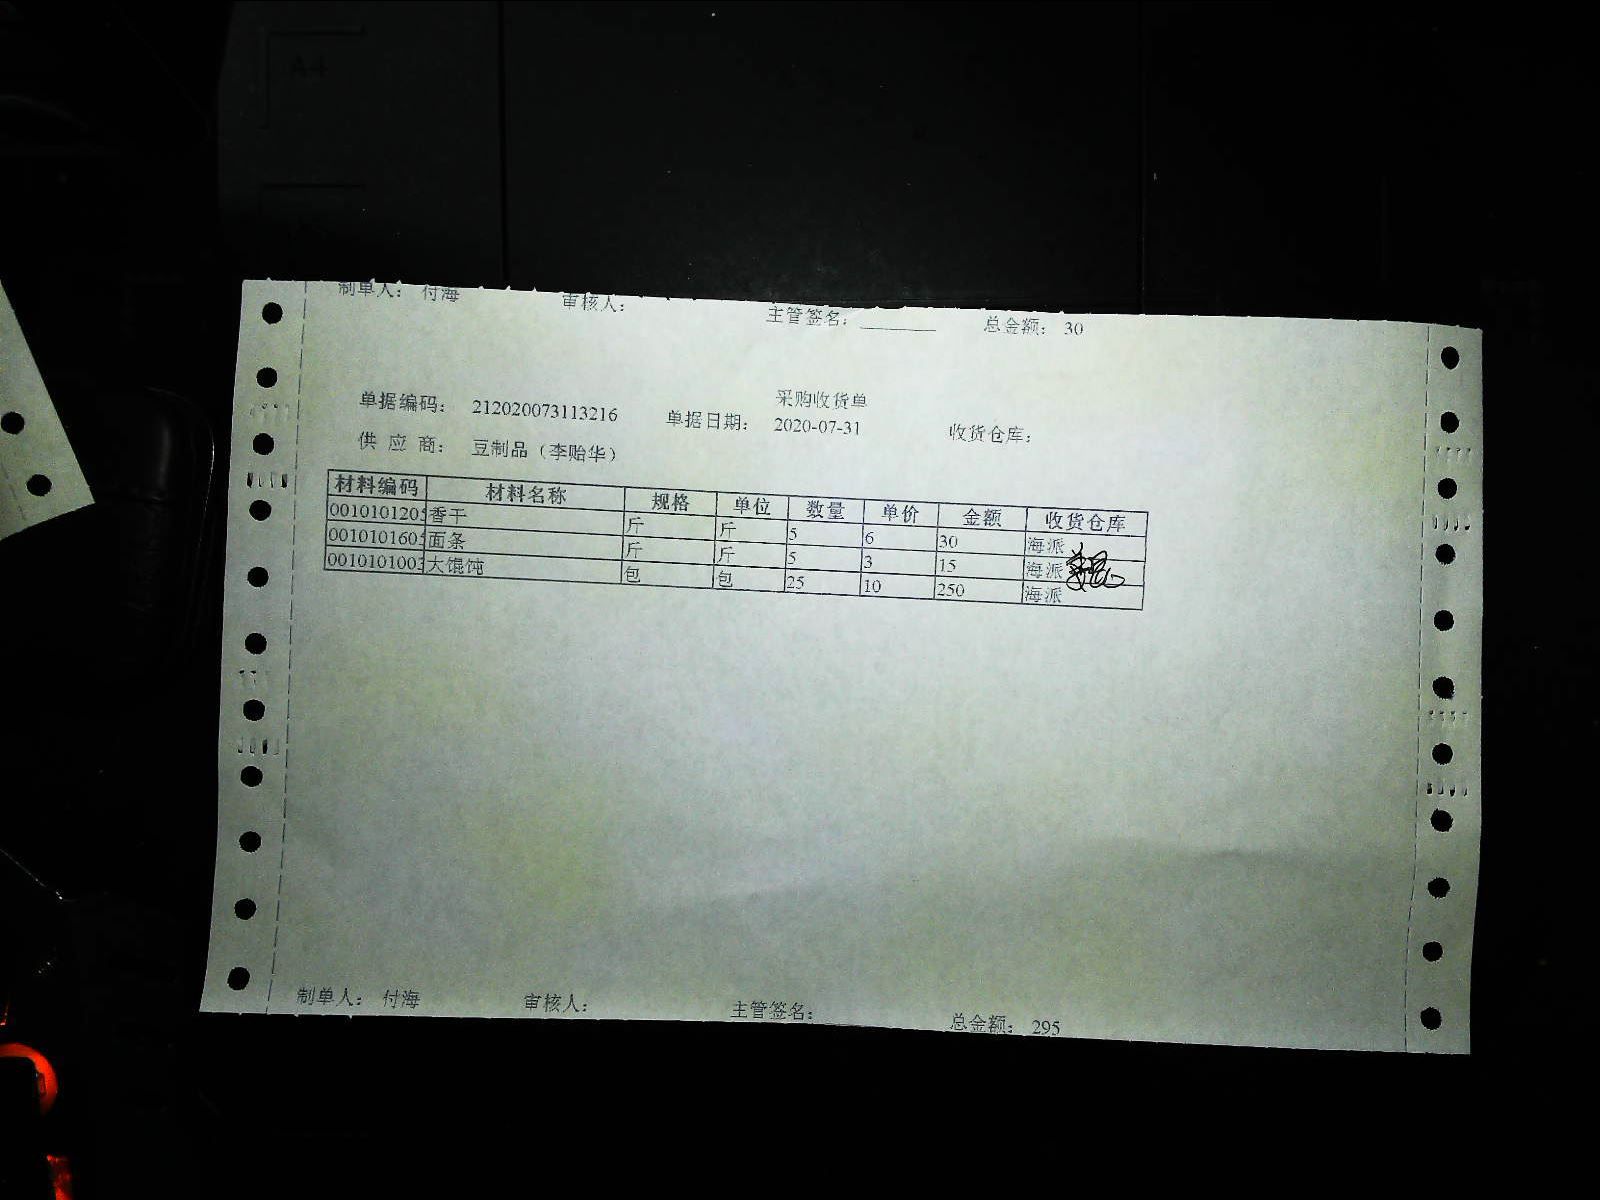 制单人： 付海 审核人： 主管签名： 总金额： 30
采购收货单
单据编码： 212020073113216 单据日期： 2020-07-31 收货仓库：
供 应 商： 豆制品（李贻华）
材料编码 材料名称 规格 单位 数量 单价 金额 收货仓库
0010101205 香干 斤 斤 5 6 30 海派
0010101605 面条 斤 斤 5 3 15 海派
0010101003 大馄饨 包 包 25 10 250 海派
制单人： 付海 审核人： 主管签名： 总金额： 295